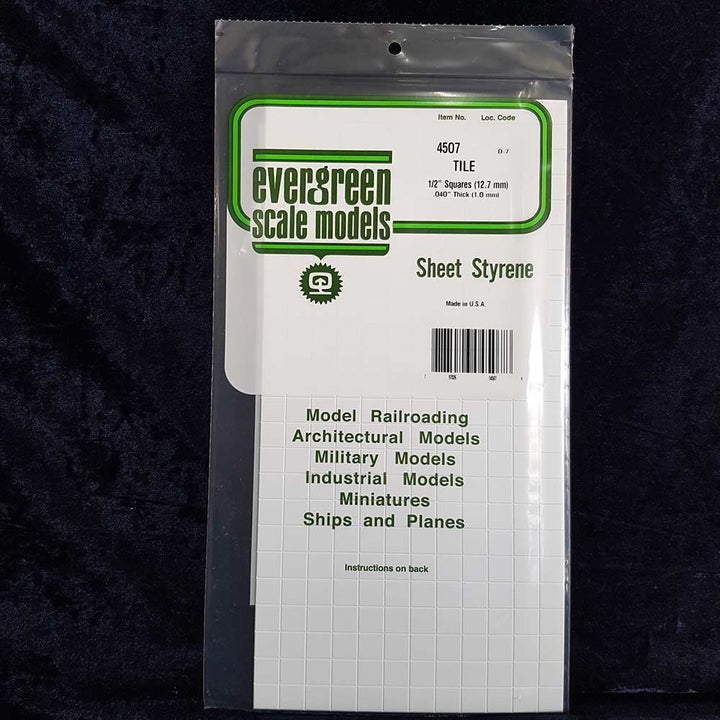 Item No. Loc. Code
4507 D-7
TILE
1/2" Squares (12.7 mm)
.040" Thick (1.0 mm)
evergreen
scale models
Sheet Styrene
Made in U.S.A.
Model Railroading
Architectural Models
Military Models
Industrial Models
Miniatures
Ships and Planes
Instructions on back